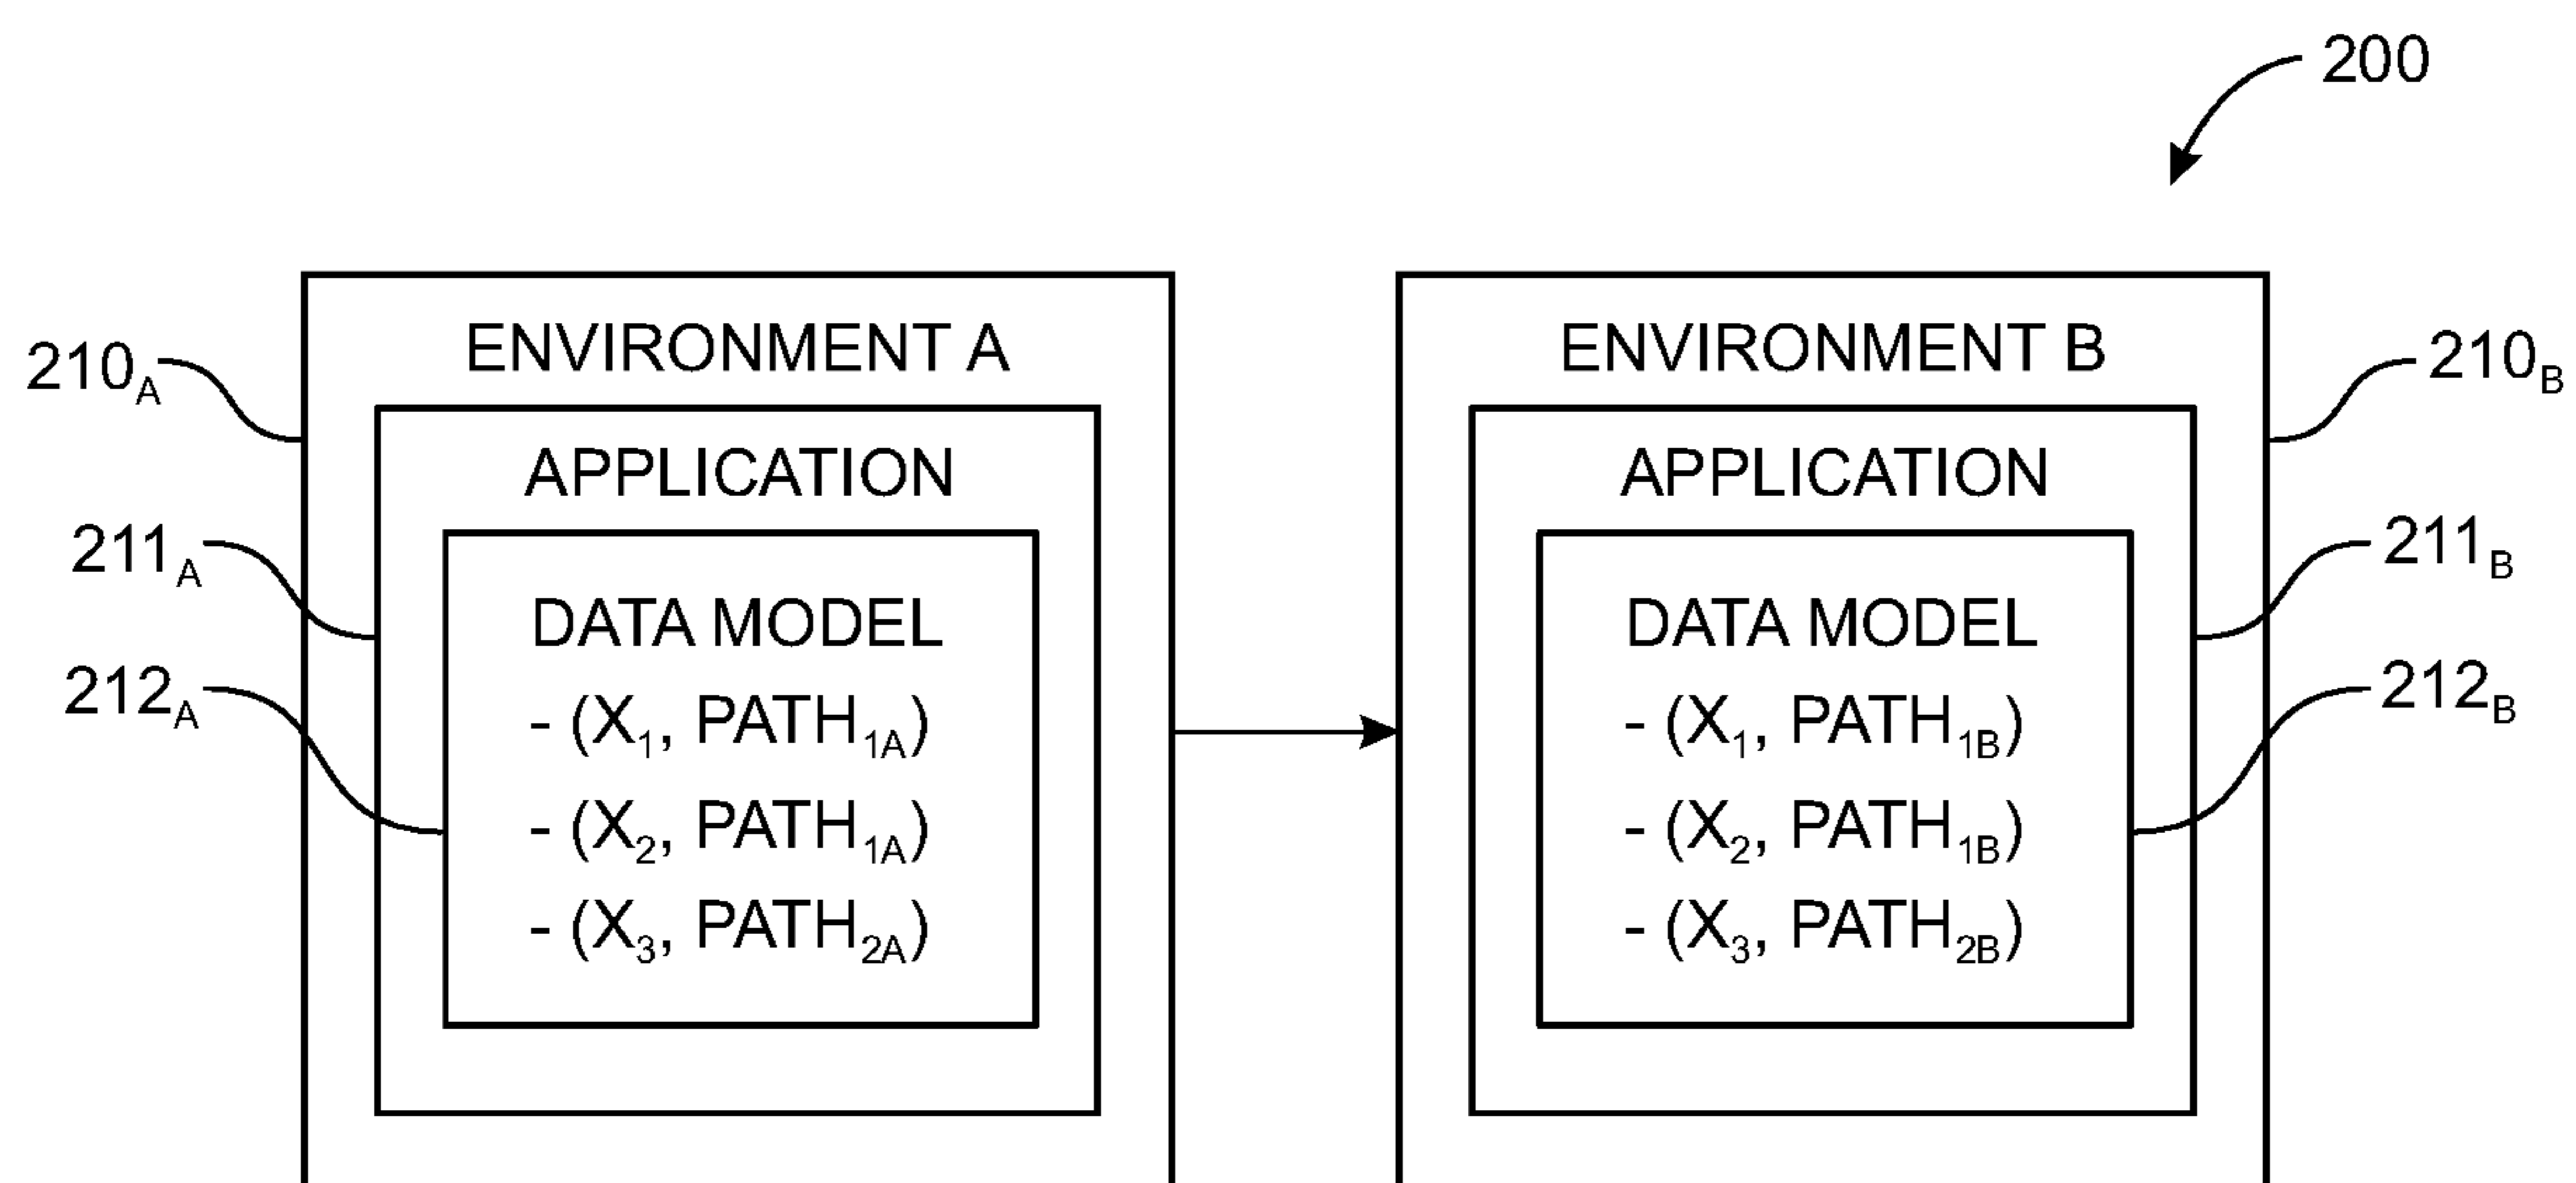 200
210A
ENVIRONMENT A
APPLICATION
211A
DATA MODEL
212A
- (X1, PATH1A)
- (X2, PATH1A)
- (X3, PATH2A)
ENVIRONMENT B
210B
APPLICATION
211B
DATA MODEL
212B
- (X1, PATH1B)
- (X2, PATH1B)
- (X3, PATH2B)